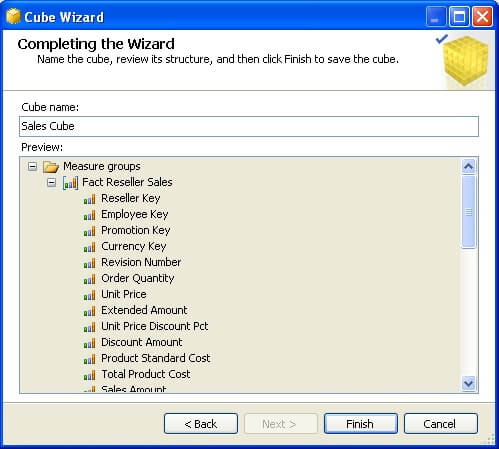 Cube Wizard
Completing the Wizard
Name the cube, review its structure, and then click Finish to save the cube.
Cube name:
Sales Cube
Preview:
Measure groups
Fact Reseller Sales
Reseller Key
Employee Key
Promotion Key
Currency Key
Revision Number
Order Quantity
Unit Price
Extended Amount
Unit Price Discount Pct
Discount Amount
Product Standard Cost
Total Product Cost
Sales Amount
< Back Next > Finish Cancel